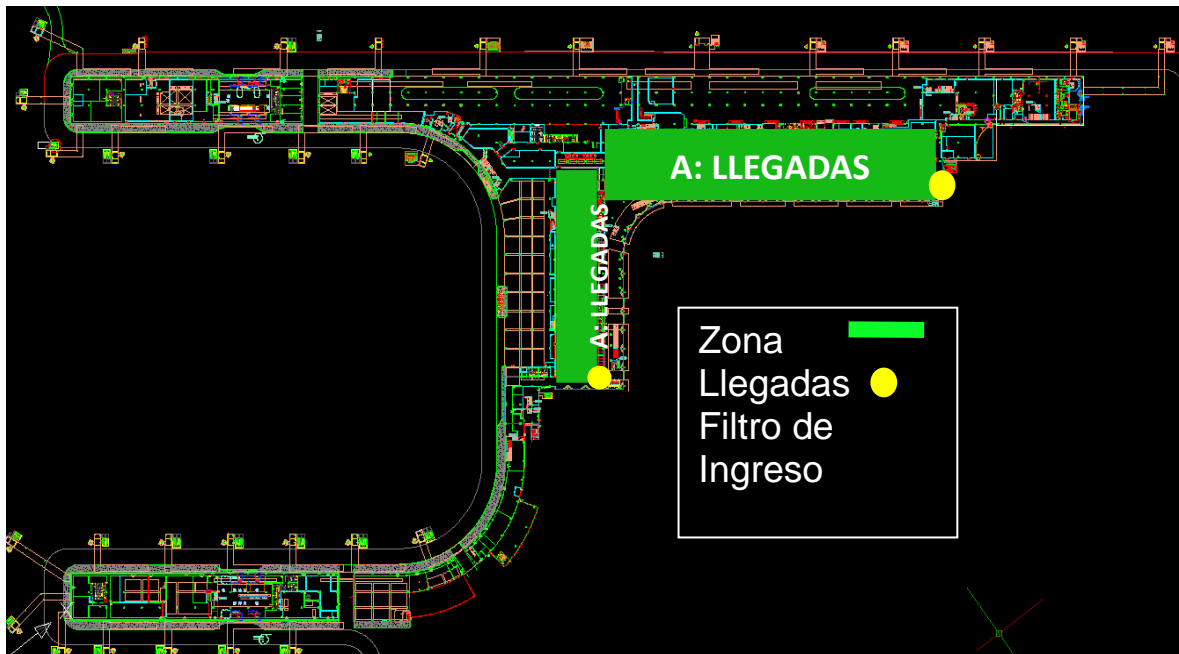 A: LLEGADAS
A: LLEGADAS
Zona
Llegadas
Filtro de
Ingreso